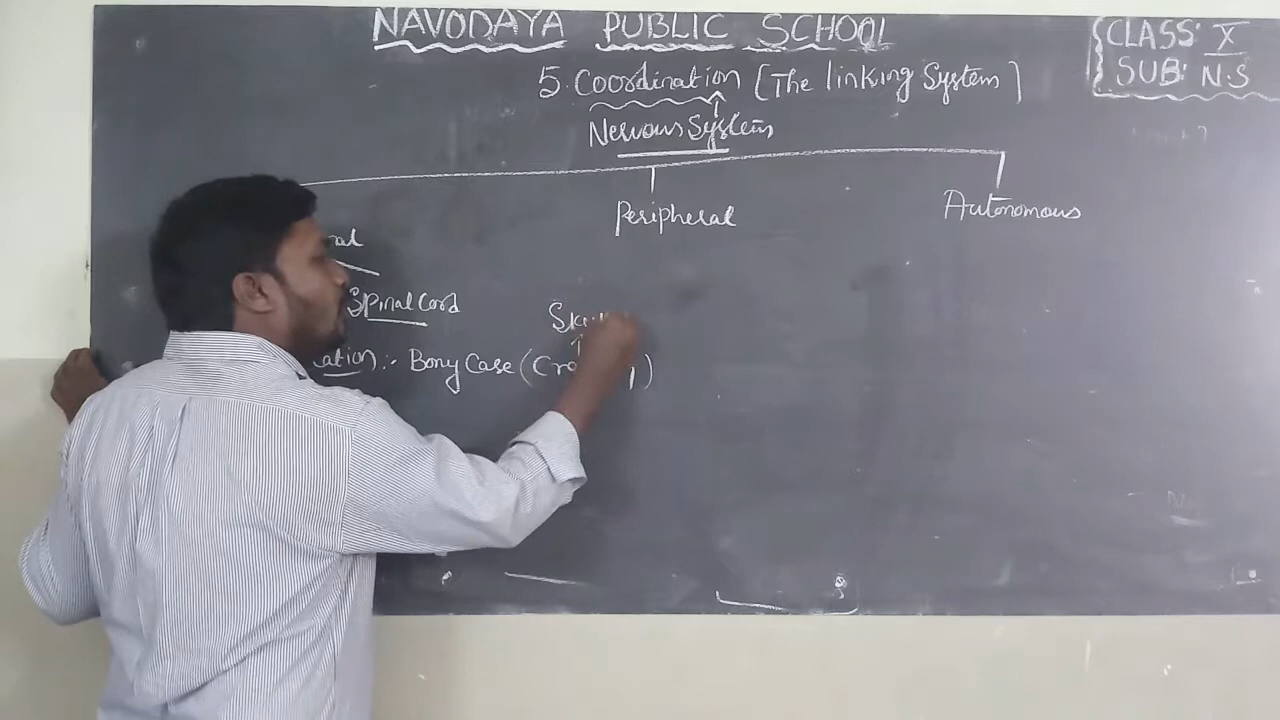 NAVODAYA PUBLIC SCHOOL
CLASS: X
SUB: N.S
5. Coordination [The linking System]
Nervous System
Peripheral
Autonomous
Spinal Cord
Bony Case (